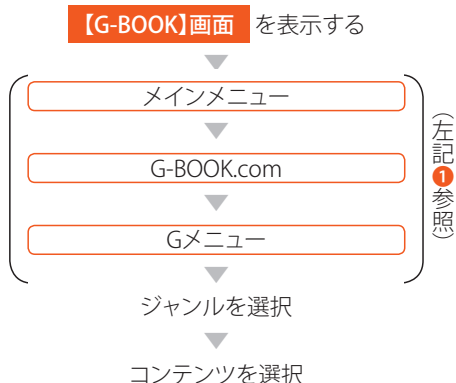 【G-BOOK】画面 を表示する
メインメニュー
G-BOOK.com
Gメニュー
（左記❶参照）
ジャンルを選択
コンテンツを選択